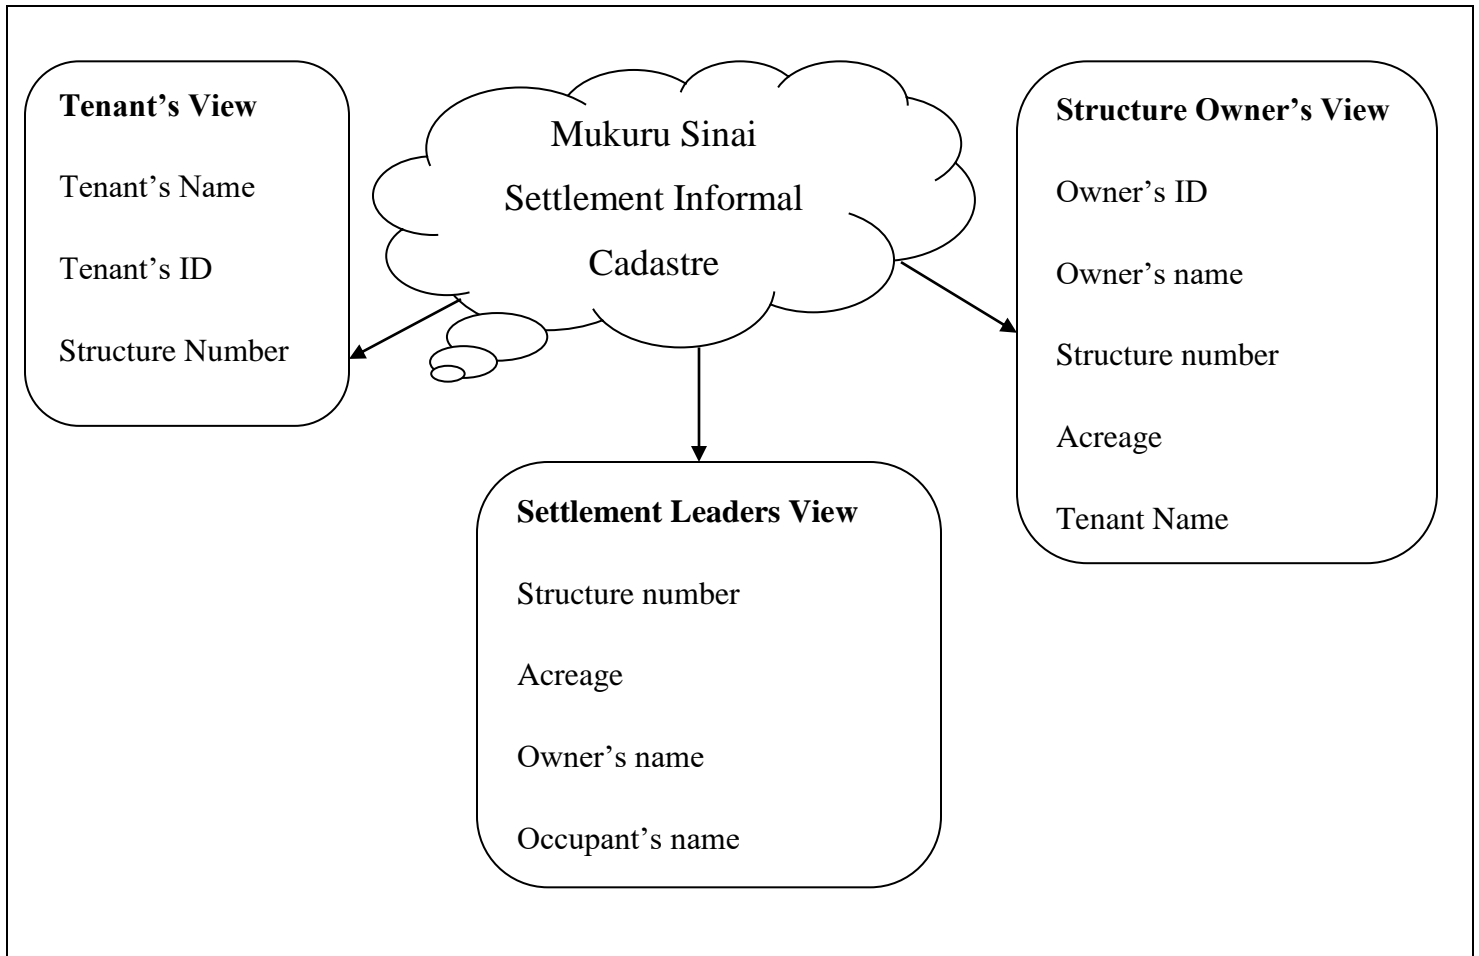 Tenant’s View
Tenant’s Name
Tenant’s ID
Structure Number
Mukuru Sinai
Settlement Informal
Cadastre
Structure Owner’s View
Owner’s ID
Owner’s name
Structure number
Acreage
Tenant Name
Settlement Leaders View
Structure number
Acreage
Owner’s name
Occupant’s name